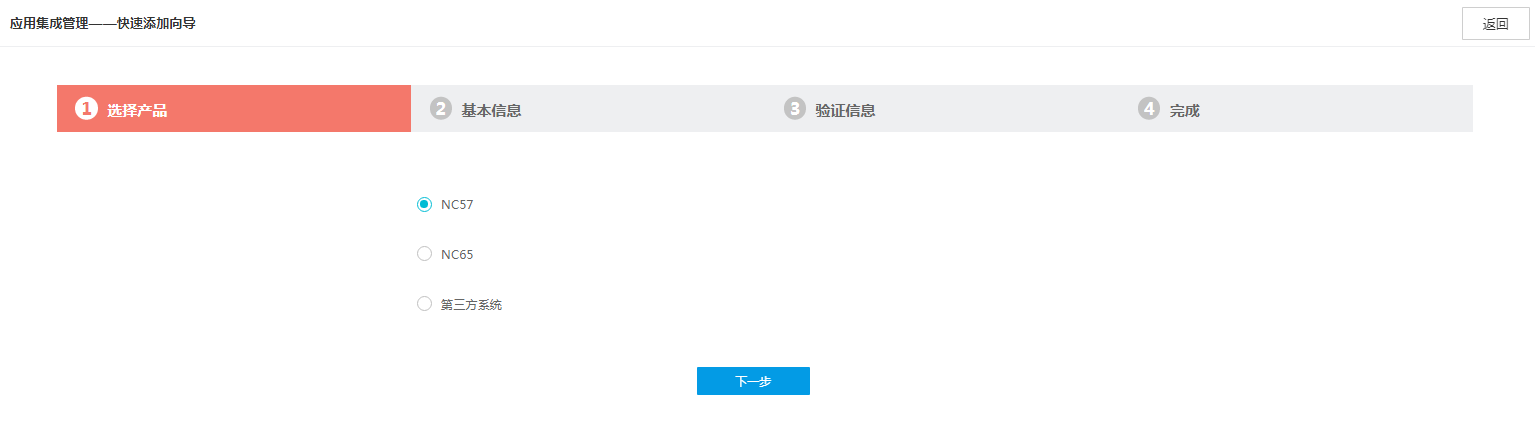 应用集成管理——快速添加向导
返回
1 选择产品
2 基本信息
3 验证信息
4 完成
NC57
NC65
第三方系统
下一步